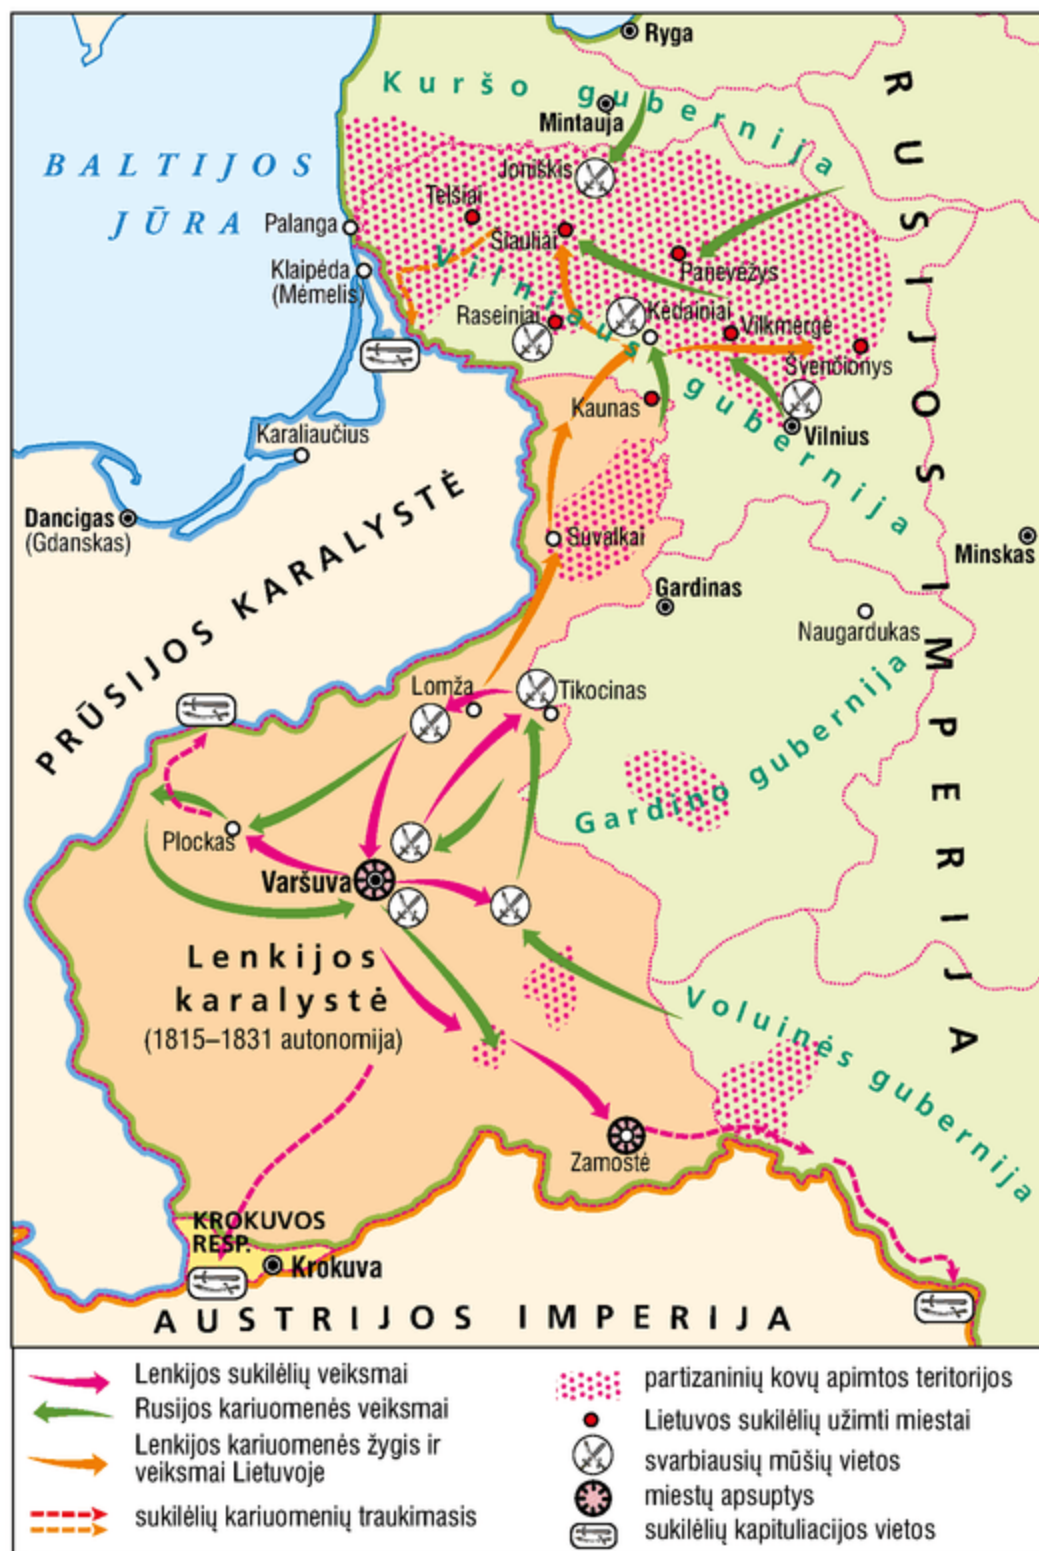 Ryga
Kuršo gubernija
Mintauja
RUSIJOS IMPERIJA
BALTIJOS
JŪRA
Joniškis
Telšiai
Palanga
Šiauliai
Vilniaus gubernija
Panevėžys
Klaipėda
(Mėmelis)
Raseiniai
Kėdainiai
Vilkmergė
Švenčionys
Kaunas
Vilnius
Karaliaučius
Dancigas
(Gdanskas)
PRŪSIJOS KARALYSTĖ
Suvalkai
Minskas
Gardinas
Naugardukas
Lomža
Tikocinas
Gardino gubernija
Plockas
Varšuva
Lenkijos
karalystė
(1815–1831 autonomija)
Voluinės gubernija
Zamostė
KROKUVOS
RESP.
Krokuva
AUSTRIJOS IMPERIJA
Lenkijos sukilėlių veiksmai
Rusijos kariuomenės veiksmai
Lenkijos kariuomenės žygis ir
veiksmai Lietuvoje
sukilėlių kariuomenių traukimasis
partizaninių kovų apimtos teritorijos
Lietuvos sukilėlių užimti miestai
svarbiausių mūšių vietos
miestų apsuptys
sukilėlių kapituliacijos vietos